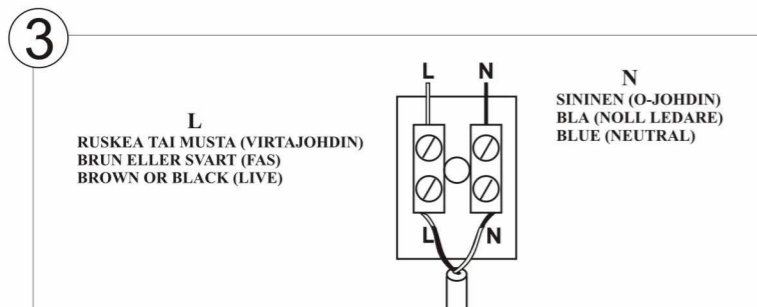 3
L
RUSKEA TAI MUSTA (VIRTAJOHDIN)
BRUN ELLER SVART (FAS)
BROWN OR BLACK (LIVE)
L N
L N
N
SININEN (O-JOHDIN)
BLA (NOLL LEDARE)
BLUE (NEUTRAL)